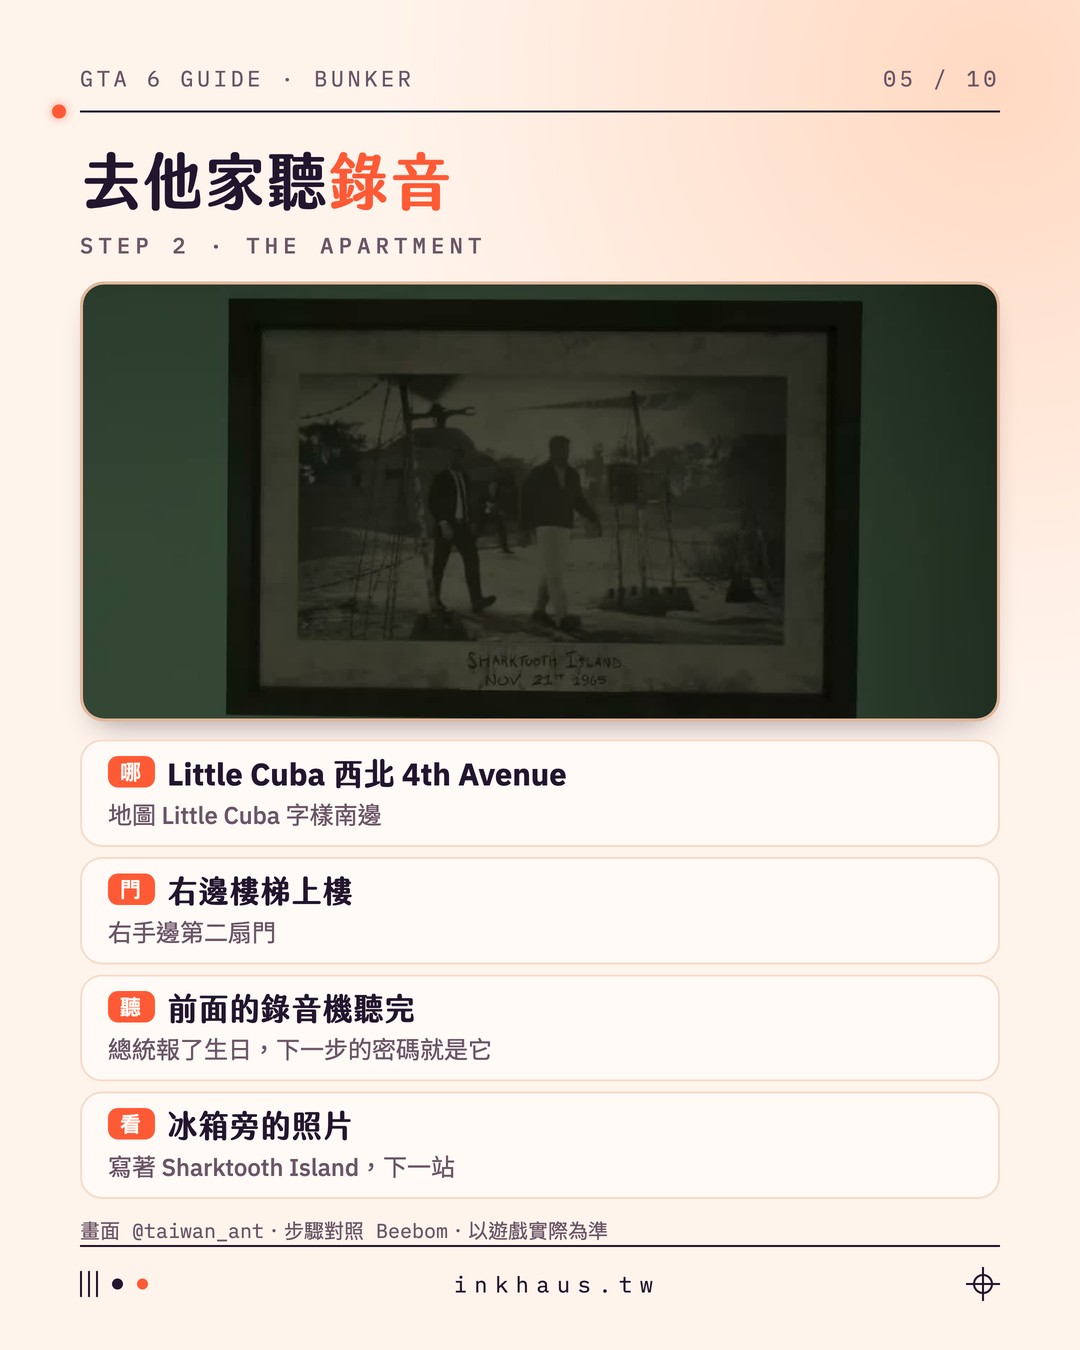 GTA 6 GUIDE · BUNKER
05 / 10
去他家聽錄音
STEP 2 · THE APARTMENT
SHARKTOOTH ISLAND
NOV 21ST 1965
哪 Little Cuba 西北 4th Avenue
地圖 Little Cuba 字樣南邊
門 右邊樓梯上樓
右手邊第二扇門
聽 前面的錄音機聽完
總統報了生日，下一步的密碼就是它
看 冰箱旁的照片
寫著 Sharktooth Island，下一站
畫面 @taiwan_ant · 步驟對照 Beebom · 以遊戲實際為準
inkhaus.tw